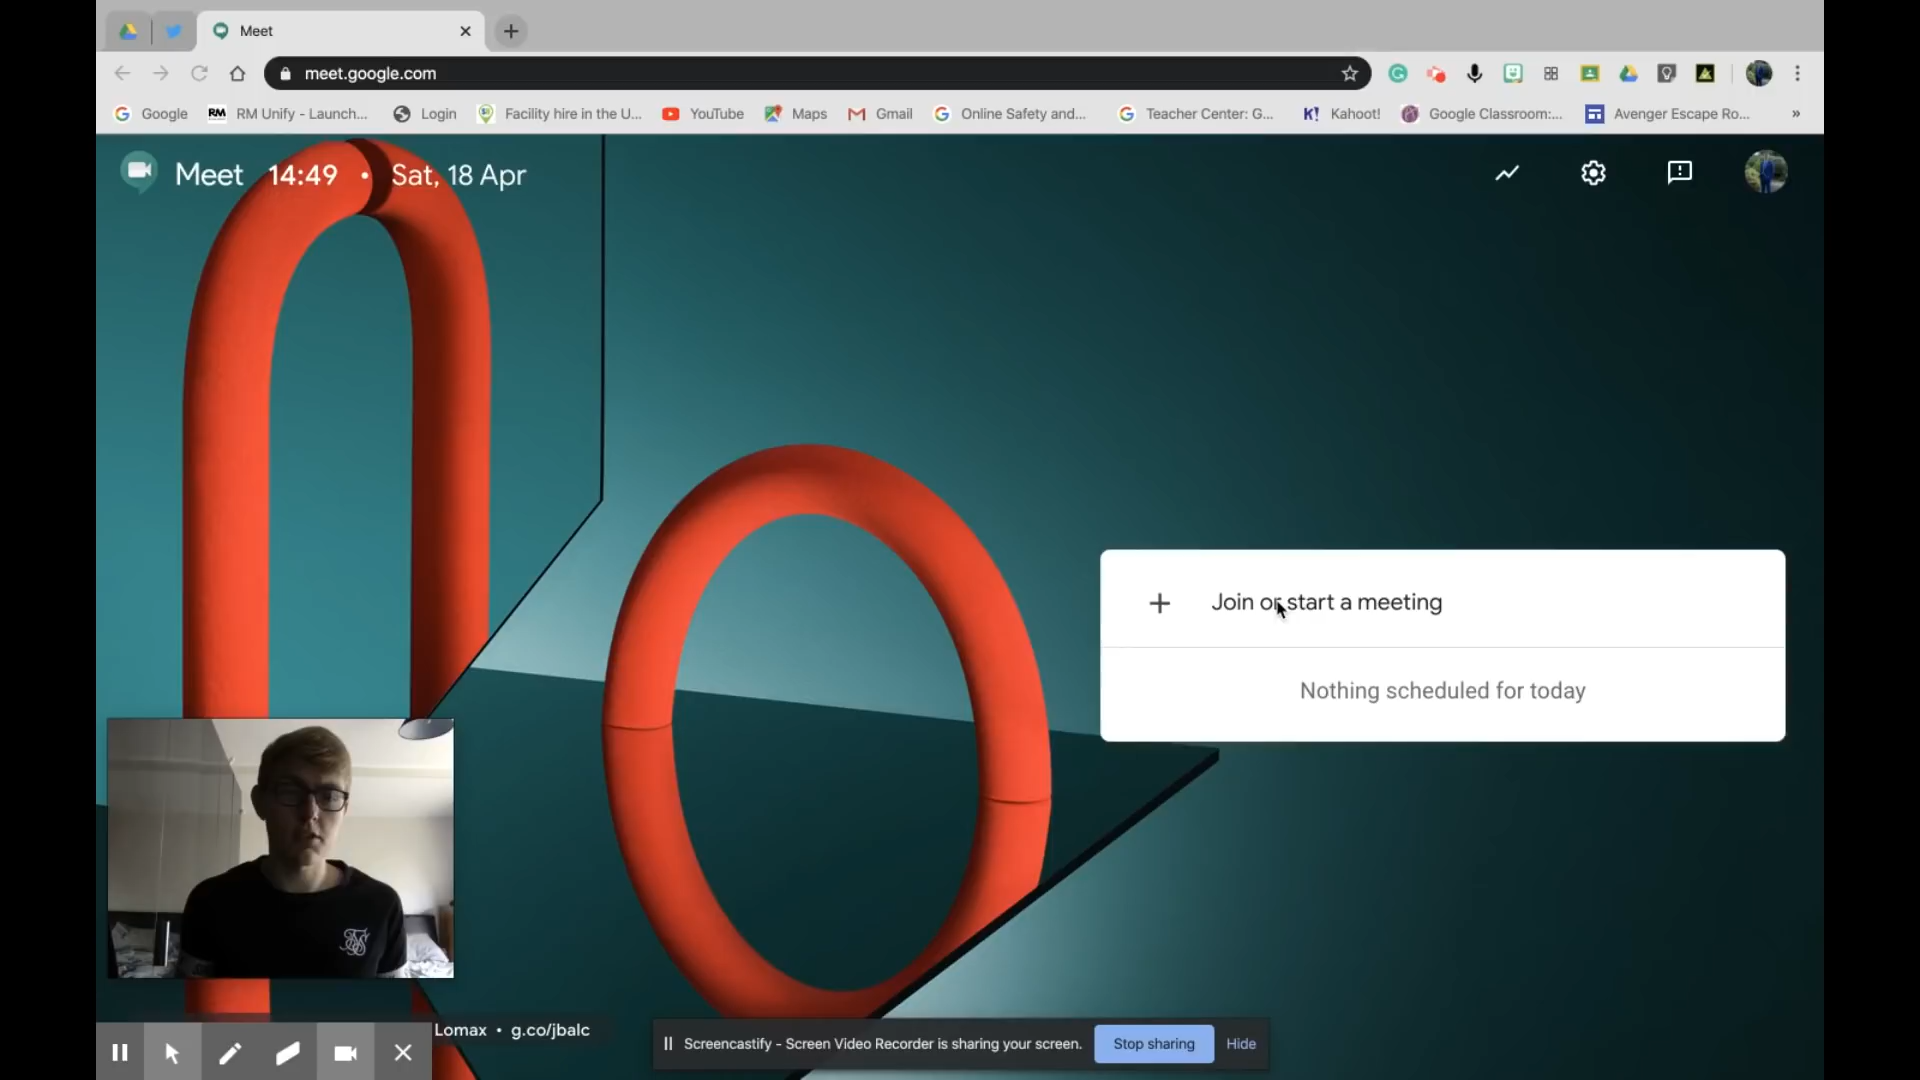 Meet
meet.google.com
Google
RM
RM Unify - Launch...
Login
Facility hire in the U...
YouTube
Maps
Gmail
Online Safety and...
Teacher Center: G...
K!
Kahoot!
Google Classroom:...
Avenger Escape Ro...
»
Meet 14:49 • Sat, 18 Apr
Join or start a meeting
Nothing scheduled for today
Lomax • g.co/jbalc
Screencastify - Screen Video Recorder is sharing your screen.
Stop sharing
Hide